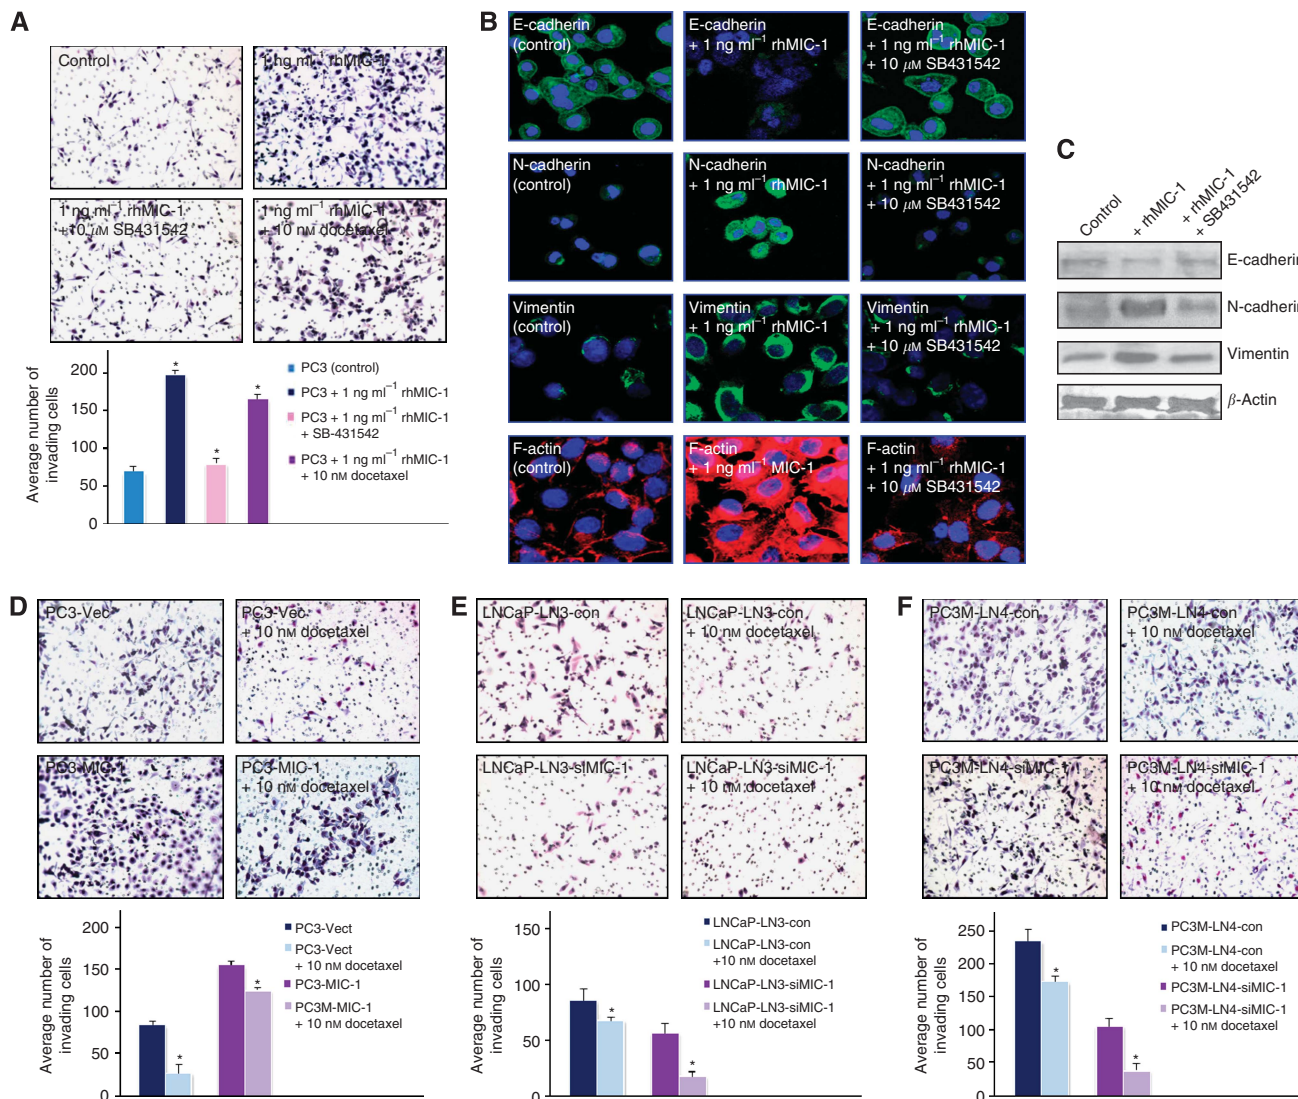 A
Control
1 ng ml⁻¹ rhMIC-1
1 ng ml⁻¹ rhMIC-1
+ 10 μM SB431542
1 ng ml⁻¹ rhMIC-1
+ 10 nM docetaxel
Average number of
invading cells
200
150
100
50
0
*
*
*
PC3 (control)
PC3 + 1 ng ml⁻¹ rhMIC-1
PC3 + 1 ng ml⁻¹ rhMIC-1
+ SB-431542
PC3 + 1 ng ml⁻¹ rhMIC-1
+ 10 nM docetaxel
B
E-cadherin
(control)
E-cadherin
+ 1 ng ml⁻¹ rhMIC-1
E-cadherin
+ 1 ng ml⁻¹ rhMIC-1
+ 10 μM SB431542
N-cadherin
(control)
N-cadherin
+ 1 ng ml⁻¹ rhMIC-1
N-cadherin
+ 1 ng ml⁻¹ rhMIC-1
+ 10 μM SB431542
Vimentin
(control)
Vimentin
+ 1 ng ml⁻¹ rhMIC-1
Vimentin
+ 1 ng ml⁻¹ rhMIC-1
+ 10 μM SB431542
F-actin
(control)
F-actin
+ 1 ng ml⁻¹ MIC-1
F-actin
+ 1 ng ml⁻¹ rhMIC-1
+ 10 μM SB431542
C
Control
+ rhMIC-1
+ rhMIC-1
+ SB431542
E-cadherin
N-cadherin
Vimentin
β-Actin
D
PC3-Vec
PC3-Vec
+ 10 nM docetaxel
PC3-MIC-1
PC3-MIC-1
+ 10 nM docetaxel
Average number of
invading cells
200
150
100
50
0
*
*
PC3-Vect
PC3-Vect
+ 10 nM docetaxel
PC3-MIC-1
PC3M-MIC-1
+ 10 nM docetaxel
E
LNCaP-LN3-con
LNCaP-LN3-con
+ 10 nM docetaxel
LNCaP-LN3-siMIC-1
LNCaP-LN3-siMIC-1
+ 10 nM docetaxel
Average number of
invading cells
150
100
50
0
*
*
LNCaP-LN3-con
LNCaP-LN3-con
+10 nM docetaxel
LNCaP-LN3-siMIC-1
LNCaP-LN3-siMIC-1
+10 nM docetaxel
F
PC3M-LN4-con
PC3M-LN4-con
+ 10 nM docetaxel
PC3M-LN4-siMIC-1
PC3M-LN4-siMIC-1
+ 10 nM docetaxel
Average number of
invading cells
250
200
150
100
50
0
*
*
PC3M-LN4-con
PC3M-LN4-con
+ 10 nM docetaxel
PC3M-LN4-siMIC-1
PC3M-LN4-siMIC-1
+ 10 nM docetaxel